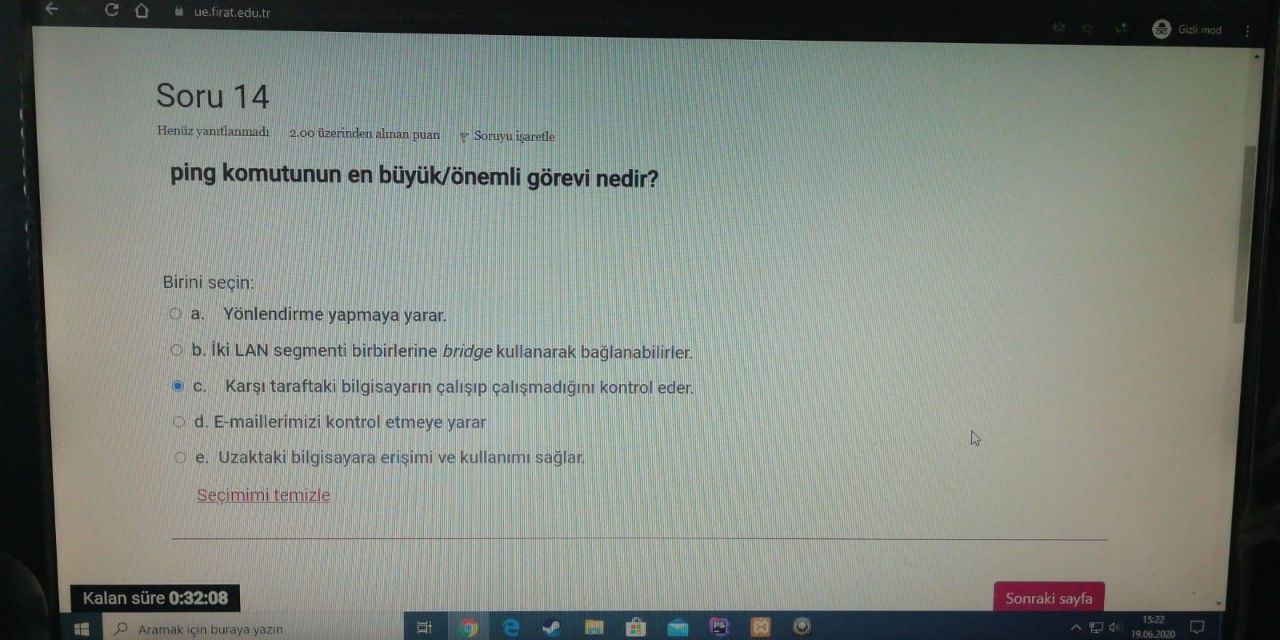 ue.firat.edu.tr
Gizli mod
Soru 14
Henüz yanıtlanmadı 2.00 üzerinden alınan puan Soruyu işaretle
ping komutunun en büyük/önemli görevi nedir?
Birini seçin:
a. Yönlendirme yapmaya yarar.
b. İki LAN segmenti birbirlerine bridge kullanarak bağlanabilirler.
c. Karşı taraftaki bilgisayarın çalışıp çalışmadığını kontrol eder.
d. E-maillerimizi kontrol etmeye yarar
e. Uzaktaki bilgisayara erişimi ve kullanımı sağlar.
Seçimimi temizle
Kalan süre 0:32:08
Sonraki sayfa
Aramak için buraya yazın
PS
15:22
19.06.2020